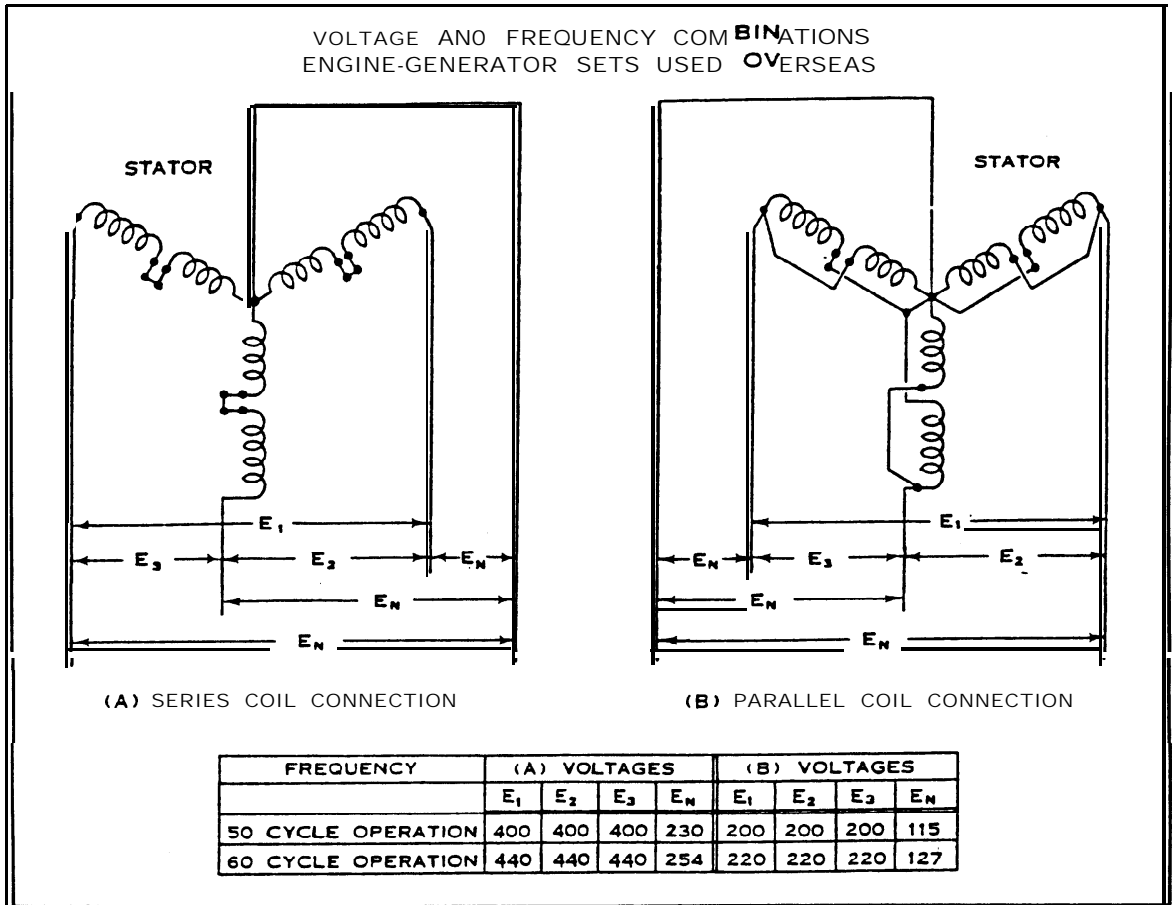 VOLTAGE AN0 FREQUENCY COMBINATIONS
ENGINE-GENERATOR SETS USED OVERSEAS
STATOR
STATOR
E1
E3 E2 EN
EN
EN
E1
EN E3 E2
EN
EN
(A) SERIES COIL CONNECTION
(B) PARALLEL COIL CONNECTION
FREQUENCY (A) VOLTAGES (B) VOLTAGES
E1 E2 E3 EN E1 E2 E3 EN
50 CYCLE OPERATION 400 400 400 230 200 200 200 115
60 CYCLE OPERATION 440 440 440 254 220 220 220 127